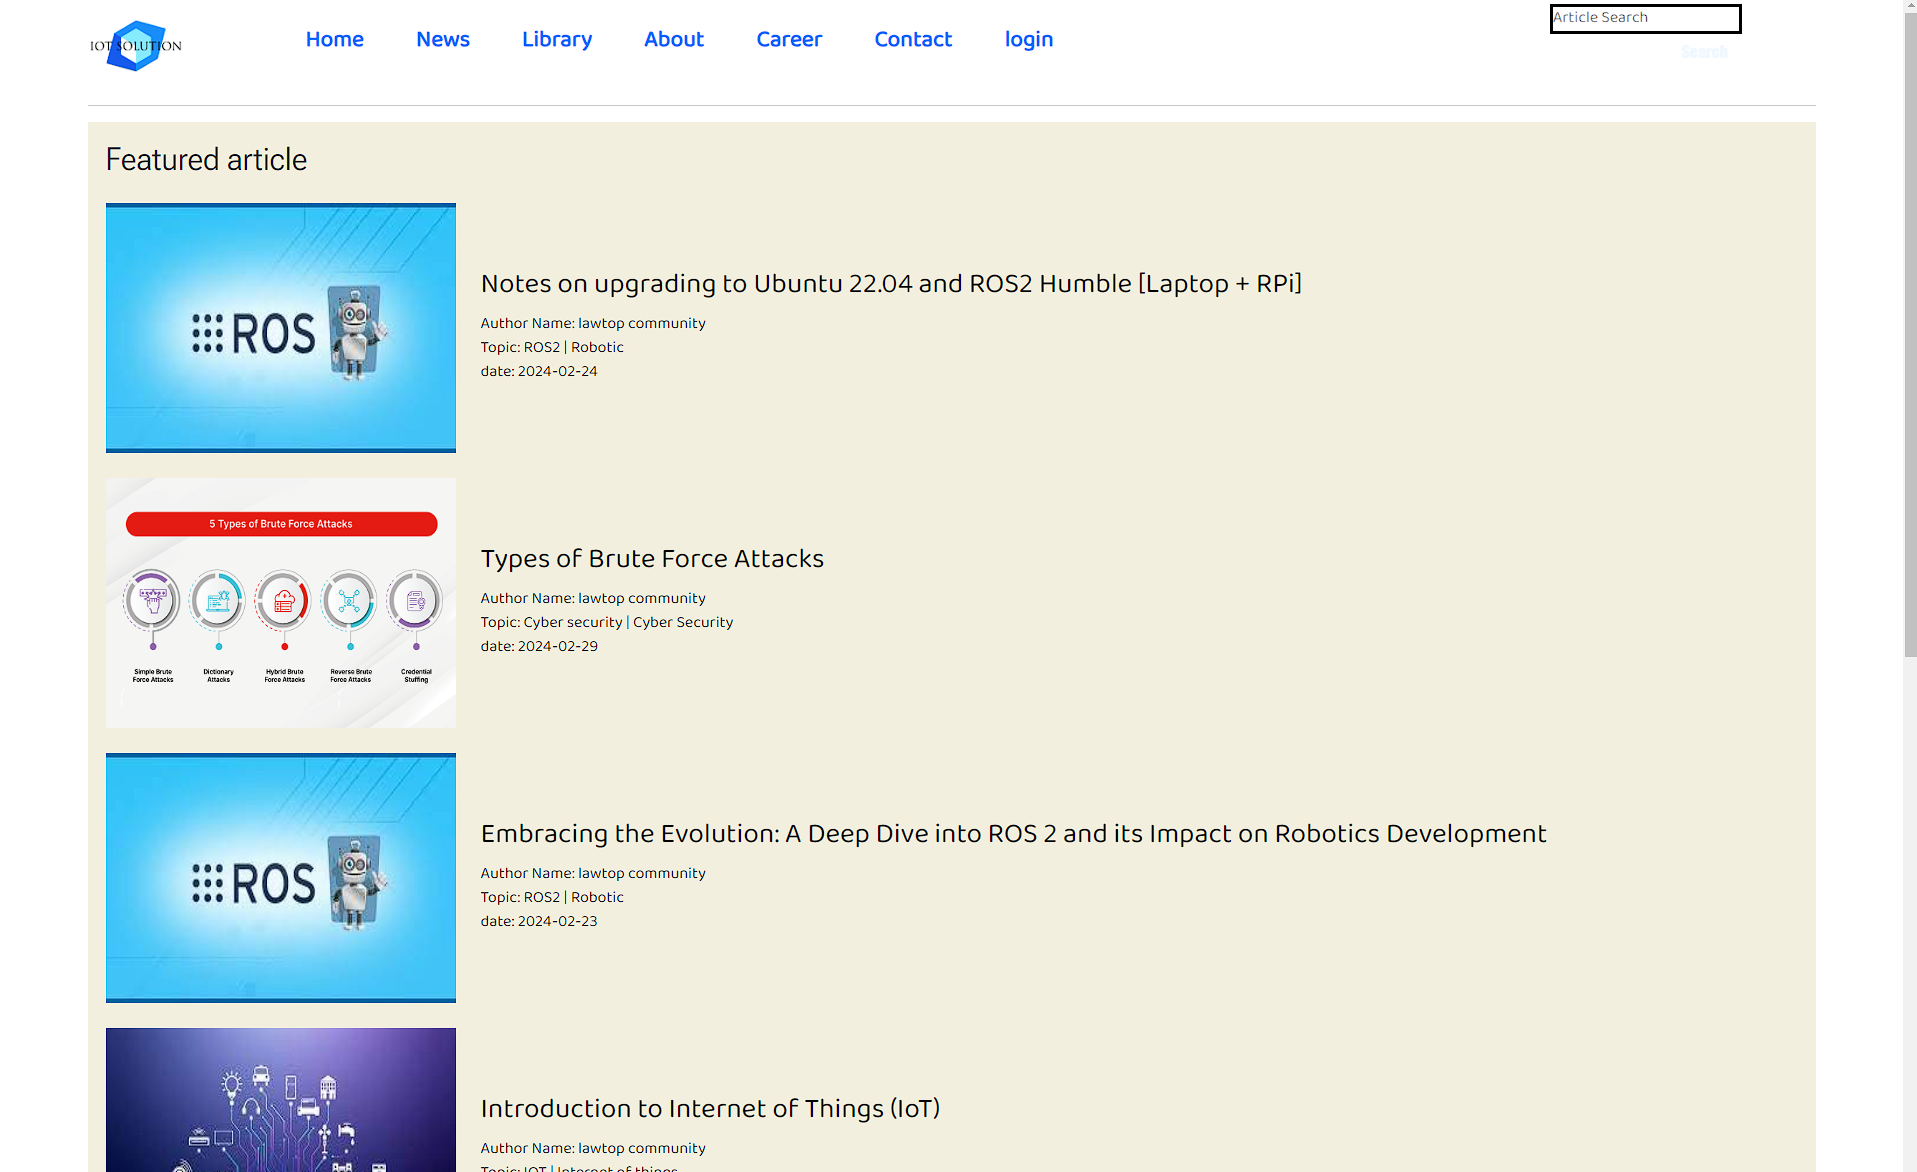 IOT SOLUTION
Home News Library About Career Contact login
Article Search
Search
Featured article
ROS
Notes on upgrading to Ubuntu 22.04 and ROS2 Humble [Laptop + RPi]
Author Name: lawtop community
Topic: ROS2 | Robotic
date: 2024-02-24
5 Types of Brute Force Attacks
Simple Brute Force Attacks
Dictionary Attacks
Hybrid Brute Force Attacks
Reverse Brute Force Attacks
Credential Stuffing
Types of Brute Force Attacks
Author Name: lawtop community
Topic: Cyber security | Cyber Security
date: 2024-02-29
ROS
Embracing the Evolution: A Deep Dive into ROS 2 and its Impact on Robotics Development
Author Name: lawtop community
Topic: ROS2 | Robotic
date: 2024-02-23
Introduction to Internet of Things (IoT)
Author Name: lawtop community
Topic: IOT | Internet of things